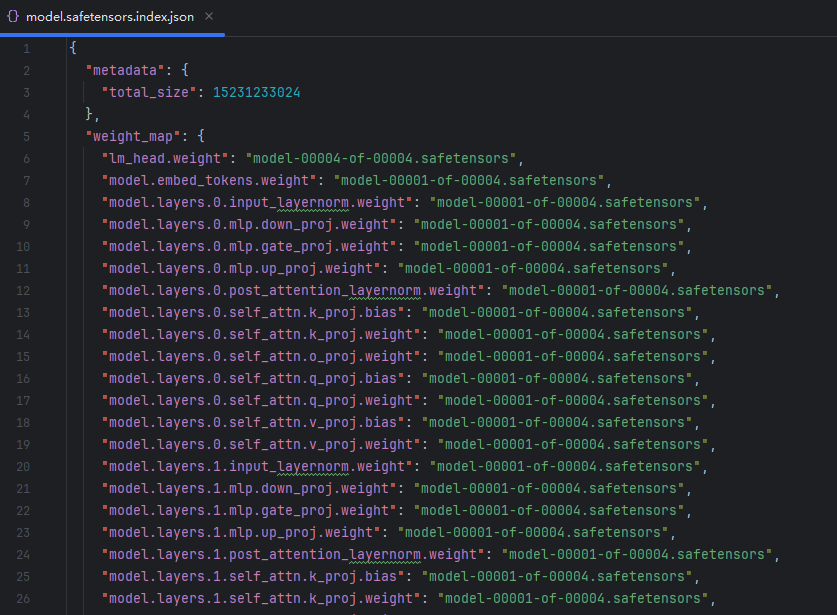 {} model.safetensors.index.json ×
1 {
2 "metadata": {
3 "total_size": 15231233024
4 },
5 "weight_map": {
6 "lm_head.weight": "model-00004-of-00004.safetensors",
7 "model.embed_tokens.weight": "model-00001-of-00004.safetensors",
8 "model.layers.0.input_layernorm.weight": "model-00001-of-00004.safetensors",
9 "model.layers.0.mlp.down_proj.weight": "model-00001-of-00004.safetensors",
10 "model.layers.0.mlp.gate_proj.weight": "model-00001-of-00004.safetensors",
11 "model.layers.0.mlp.up_proj.weight": "model-00001-of-00004.safetensors",
12 "model.layers.0.post_attention_layernorm.weight": "model-00001-of-00004.safetensors",
13 "model.layers.0.self_attn.k_proj.bias": "model-00001-of-00004.safetensors",
14 "model.layers.0.self_attn.k_proj.weight": "model-00001-of-00004.safetensors",
15 "model.layers.0.self_attn.o_proj.weight": "model-00001-of-00004.safetensors",
16 "model.layers.0.self_attn.q_proj.bias": "model-00001-of-00004.safetensors",
17 "model.layers.0.self_attn.q_proj.weight": "model-00001-of-00004.safetensors",
18 "model.layers.0.self_attn.v_proj.bias": "model-00001-of-00004.safetensors",
19 "model.layers.0.self_attn.v_proj.weight": "model-00001-of-00004.safetensors",
20 "model.layers.1.input_layernorm.weight": "model-00001-of-00004.safetensors",
21 "model.layers.1.mlp.down_proj.weight": "model-00001-of-00004.safetensors",
22 "model.layers.1.mlp.gate_proj.weight": "model-00001-of-00004.safetensors",
23 "model.layers.1.mlp.up_proj.weight": "model-00001-of-00004.safetensors",
24 "model.layers.1.post_attention_layernorm.weight": "model-00001-of-00004.safetensors",
25 "model.layers.1.self_attn.k_proj.bias": "model-00001-of-00004.safetensors",
26 "model.layers.1.self_attn.k_proj.weight": "model-00001-of-00004.safetensors",